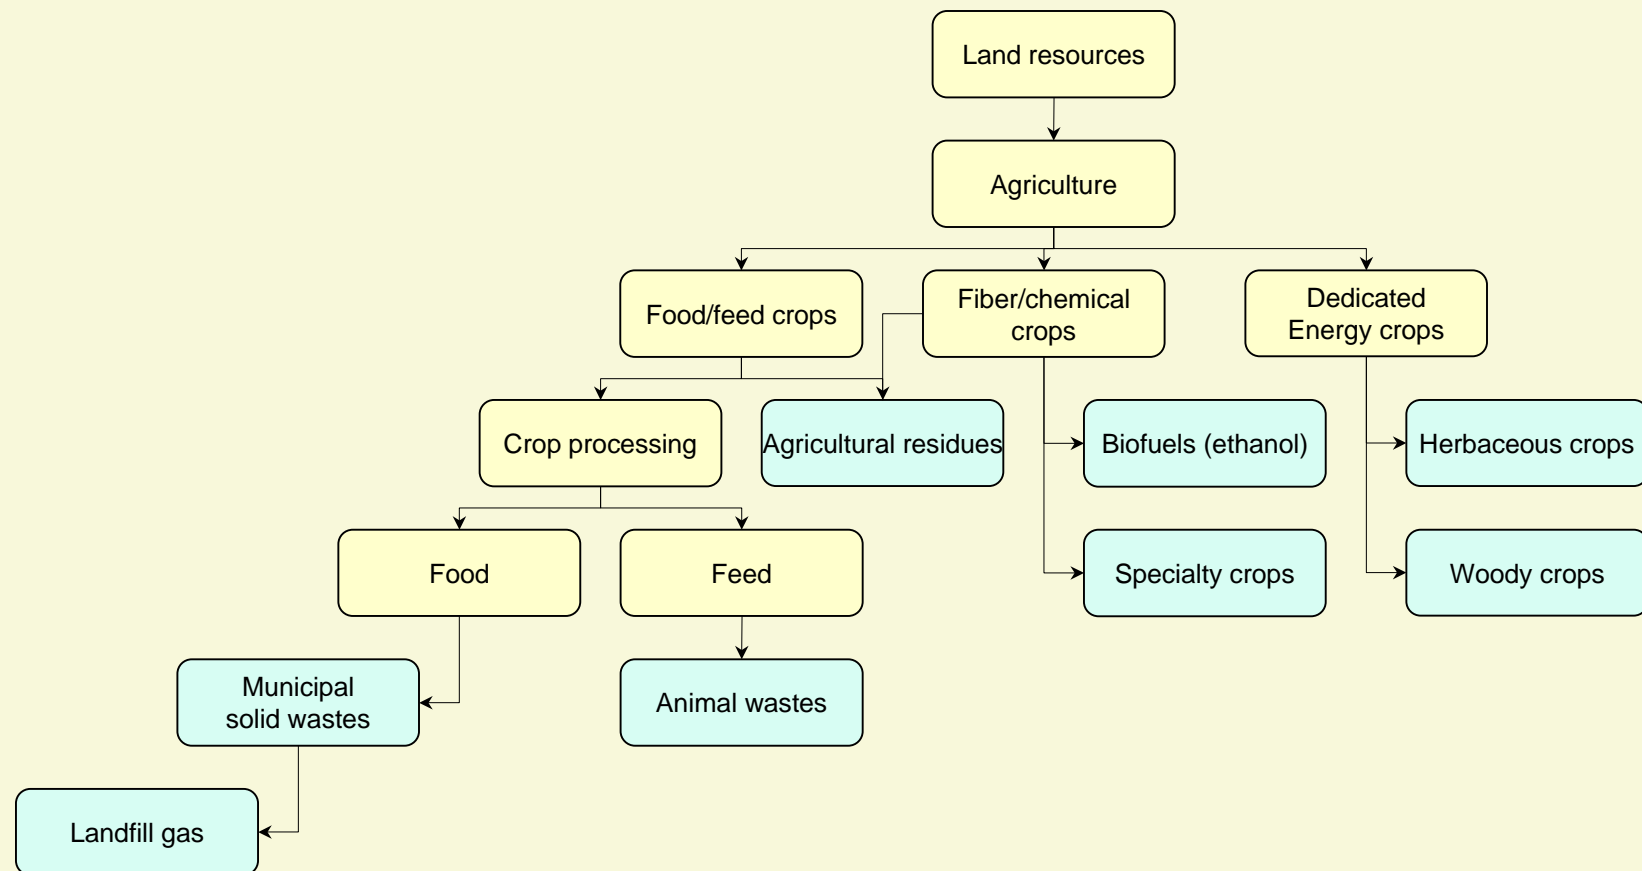 Land resources
Agriculture
Food/feed crops
Fiber/chemical
crops
Dedicated
Energy crops
Crop processing
Agricultural residues
Biofuels (ethanol)
Herbaceous crops
Food
Feed
Specialty crops
Woody crops
Municipal
solid wastes
Animal wastes
Landfill gas